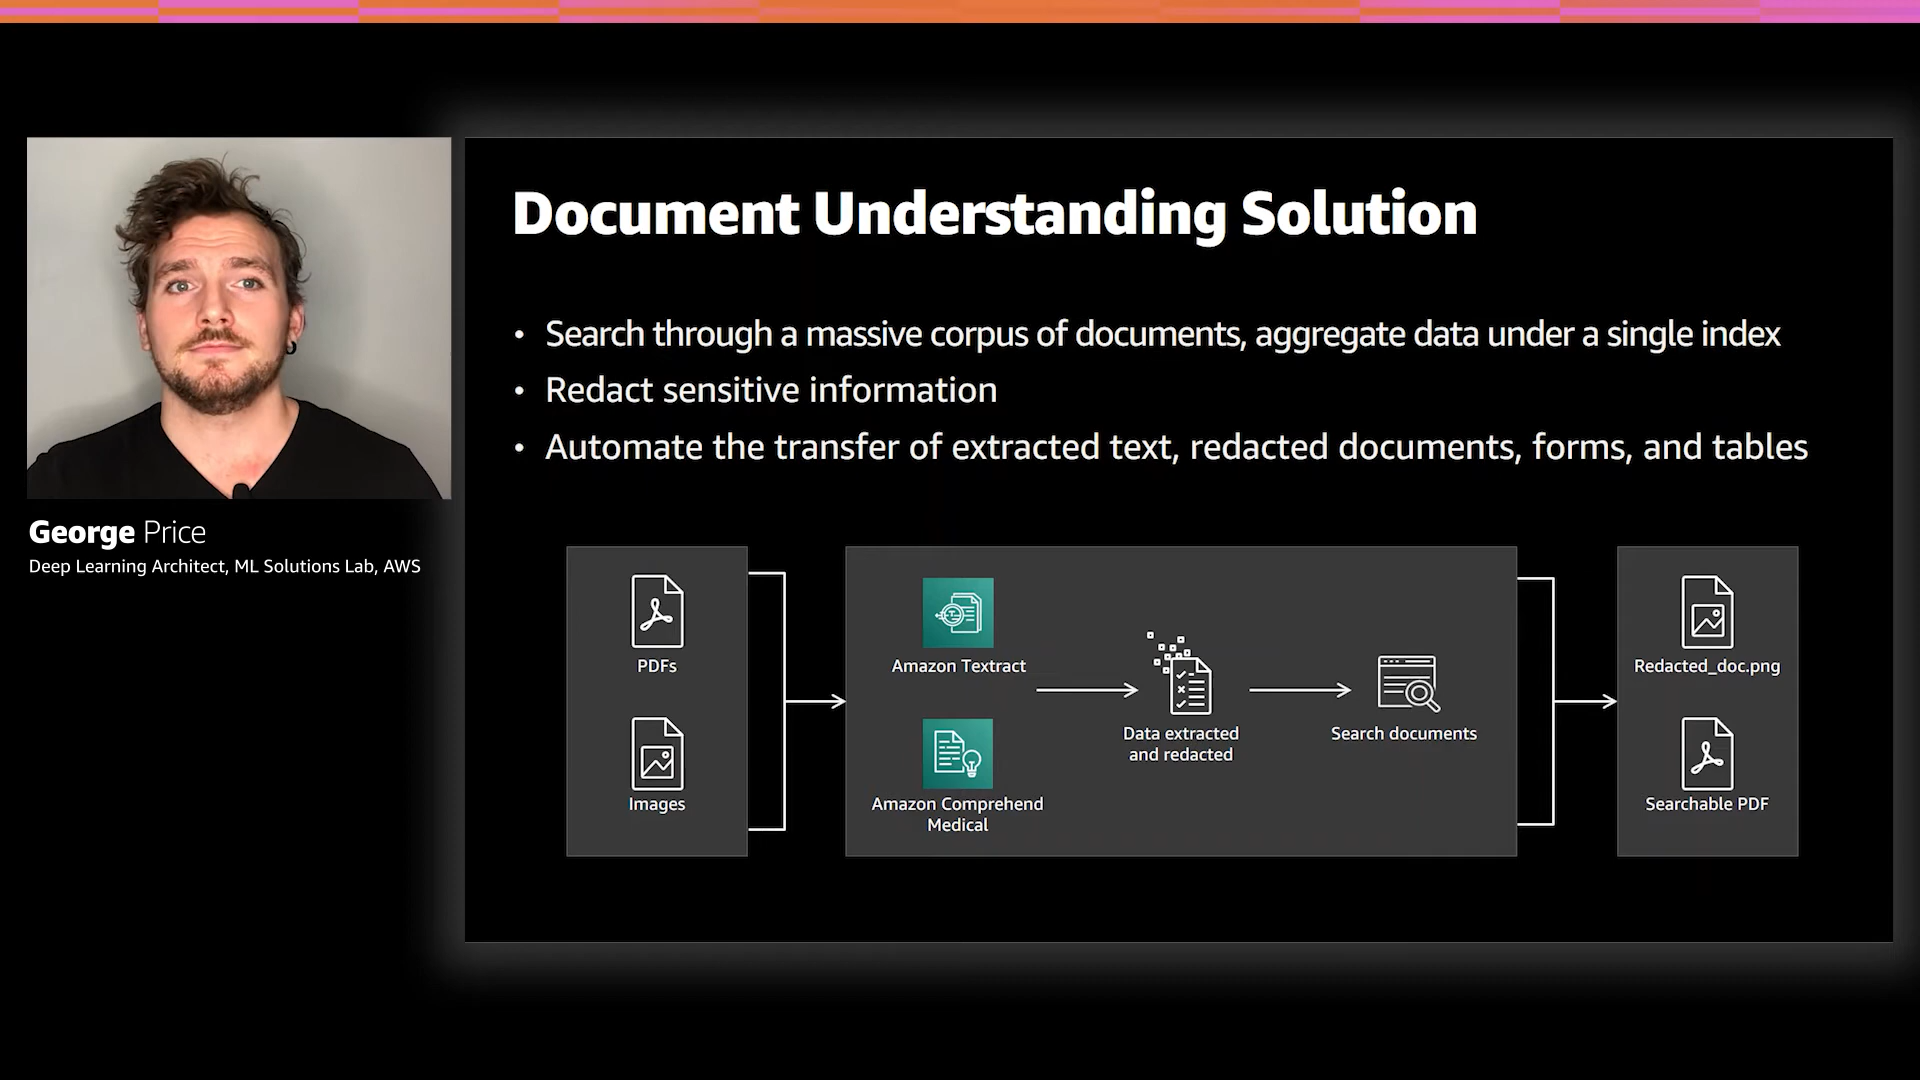 Document Understanding Solution
• Search through a massive corpus of documents, aggregate data under a single index
• Redact sensitive information
• Automate the transfer of extracted text, redacted documents, forms, and tables
George Price
Deep Learning Architect, ML Solutions Lab, AWS
PDFs
Images
Amazon Textract
Amazon Comprehend
Medical
Data extracted
and redacted
Search documents
Redacted_doc.png
Searchable PDF